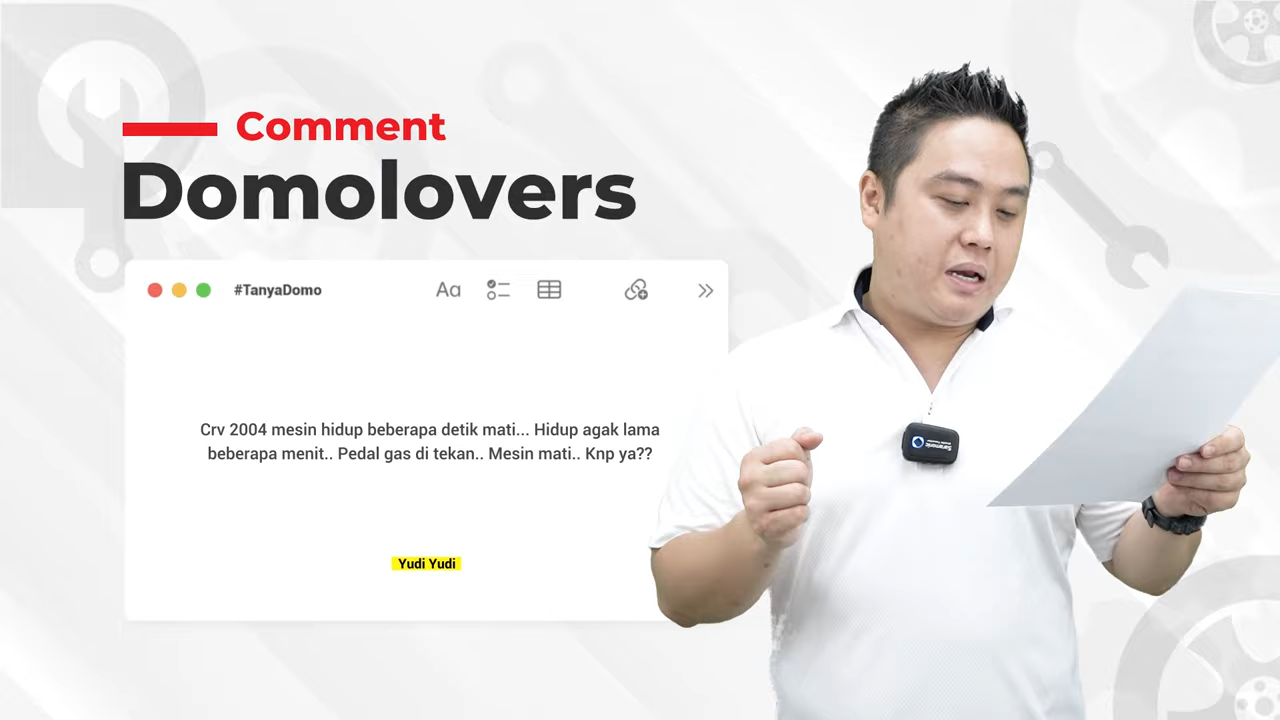 Comment
Domolovers
#TanyaDomo
Aa
Crv 2004 mesin hidup beberapa detik mati... Hidup agak lama
beberapa menit.. Pedal gas di tekan.. Mesin mati.. Knp ya??
Yudi Yudi
Saramonic